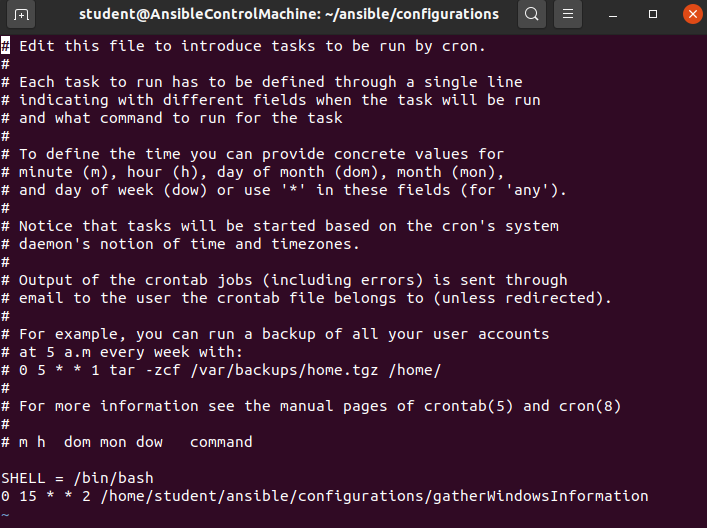 student@AnsibleControlMachine: ~/ansible/configurations
# Edit this file to introduce tasks to be run by cron.
#
# Each task to run has to be defined through a single line
# indicating with different fields when the task will be run
# and what command to run for the task
#
# To define the time you can provide concrete values for
# minute (m), hour (h), day of month (dom), month (mon),
# and day of week (dow) or use '*' in these fields (for 'any').
#
# Notice that tasks will be started based on the cron's system
# daemon's notion of time and timezones.
#
# Output of the crontab jobs (including errors) is sent through
# email to the user the crontab file belongs to (unless redirected).
#
# For example, you can run a backup of all your user accounts
# at 5 a.m every week with:
# 0 5 * * 1 tar -zcf /var/backups/home.tgz /home/
#
# For more information see the manual pages of crontab(5) and cron(8)
#
# m h  dom mon dow   command

SHELL = /bin/bash
0 15 * * 2 /home/student/ansible/configurations/gatherWindowsInformation
~